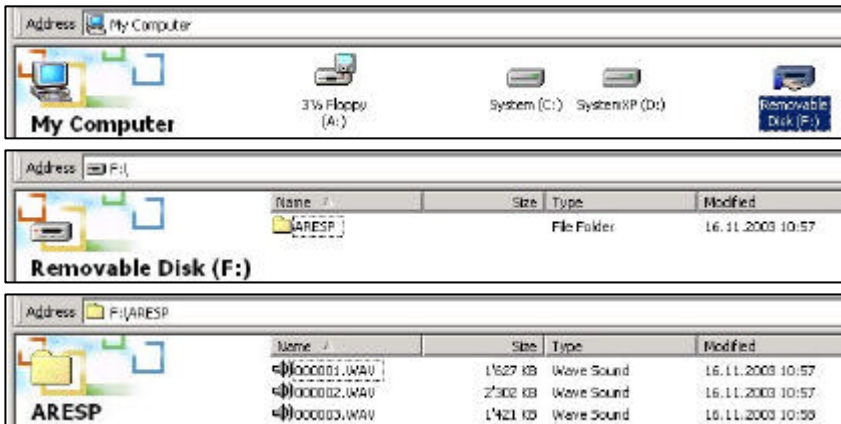 Address My Computer
3½ Floppy (A:) System (C:) SystemXP (D:) Removable Disk (F:)
My Computer
Address F:\
Name Size Type Modified
ARESP File Folder 16.11.2003 10:57
Removable Disk (F:)
Address F:\ARESP
Name Size Type Modified
000001.WAV 1'627 KB Wave Sound 16.11.2003 10:57
000002.WAV 2'302 KB Wave Sound 16.11.2003 10:57
ARESP 000003.WAV 1'421 KB Wave Sound 16.11.2003 10:58